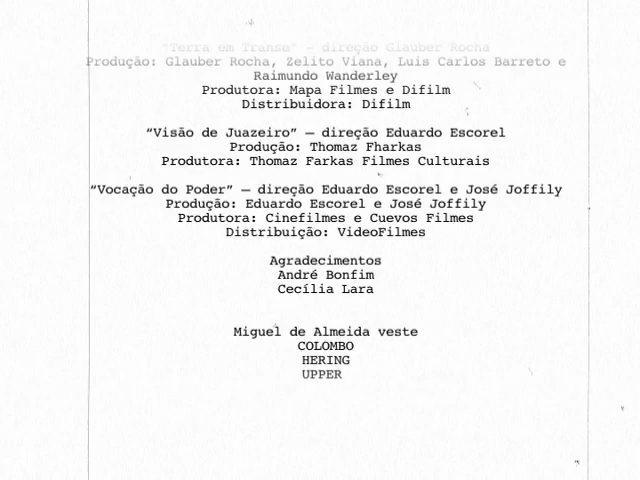 "Terra em Transe" – direção Glauber Rocha
Produção: Glauber Rocha, Zelito Viana, Luis Carlos Barreto e
Raimundo Wanderley
Produtora: Mapa Filmes e Difilm
Distribuidora: Difilm
“Visão de Juazeiro” – direção Eduardo Escorel
Produção: Thomaz Fharkas
Produtora: Thomaz Farkas Filmes Culturais
“Vocação do Poder” – direção Eduardo Escorel e José Joffily
Produção: Eduardo Escorel e José Joffily
Produtora: Cinefilmes e Cuevos Filmes
Distribuição: VideoFilmes
Agradecimentos
André Bonfim
Cecília Lara
Miguel de Almeida veste
COLOMBO
HERING
UPPER